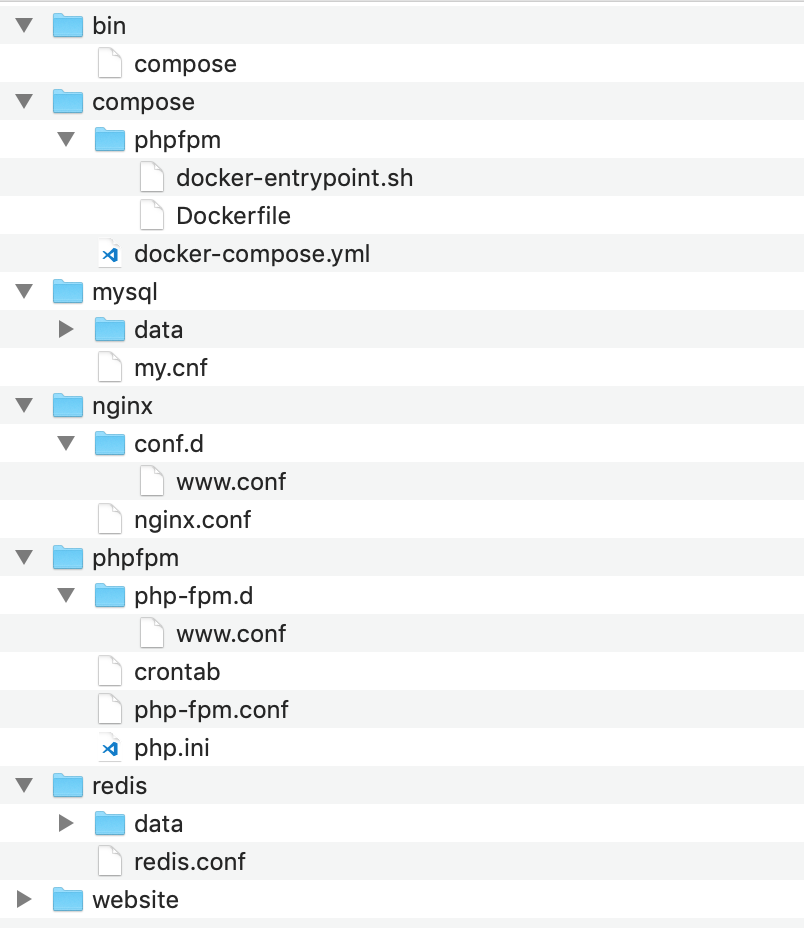 bin
compose
compose
phpfpm
docker-entrypoint.sh
Dockerfile
docker-compose.yml
mysql
data
my.cnf
nginx
conf.d
www.conf
nginx.conf
phpfpm
php-fpm.d
www.conf
crontab
php-fpm.conf
php.ini
redis
data
redis.conf
website